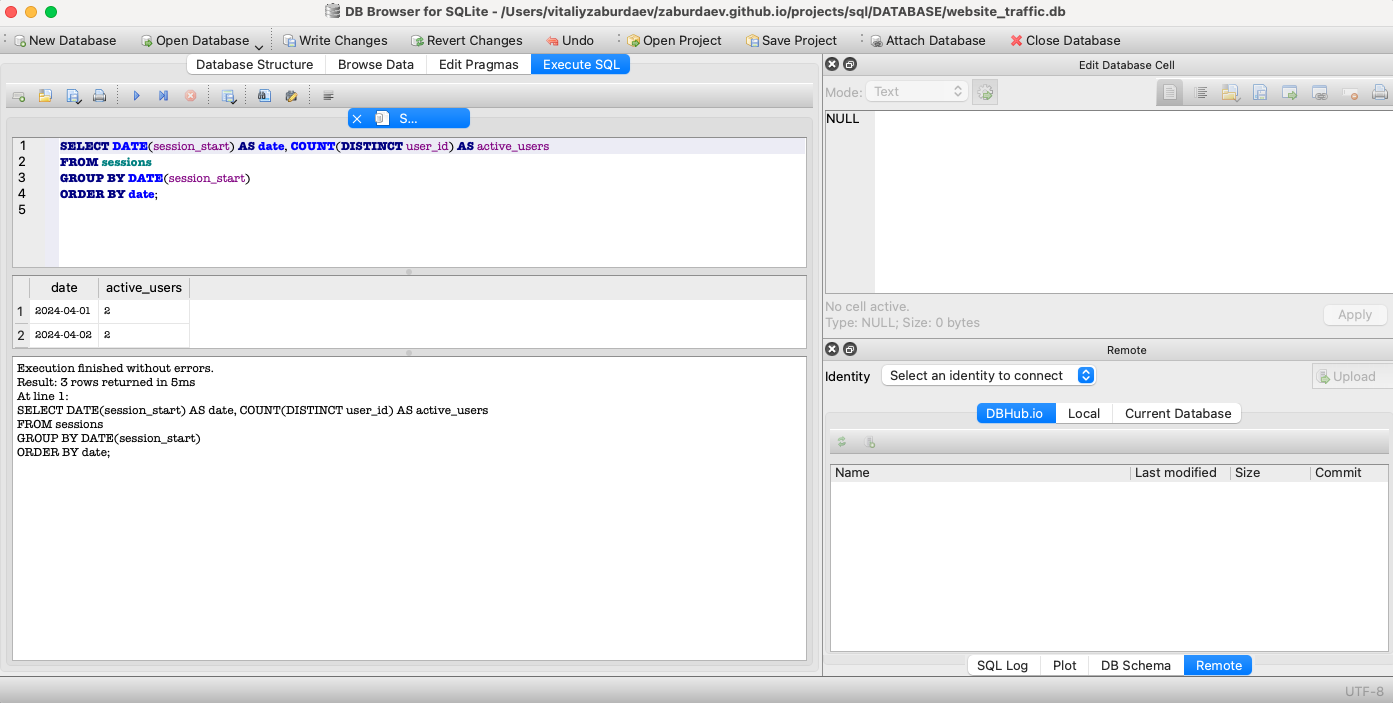 DB Browser for SQLite - /Users/vitaliyzaburdaev/zaburdaev.github.io/projects/sql/DATABASE/website_traffic.db
New Database Open Database Write Changes Revert Changes Undo Open Project Save Project Attach Database Close Database
Database Structure Browse Data Edit Pragmas Execute SQL
S...
1 SELECT DATE(session_start) AS date, COUNT(DISTINCT user_id) AS active_users
2 FROM sessions
3 GROUP BY DATE(session_start)
4 ORDER BY date;
5
date active_users
1 2024-04-01 2
2 2024-04-02 2
Execution finished without errors.
Result: 3 rows returned in 5ms
At line 1:
SELECT DATE(session_start) AS date, COUNT(DISTINCT user_id) AS active_users
FROM sessions
GROUP BY DATE(session_start)
ORDER BY date;
Edit Database Cell
Mode: Text
NULL
No cell active.
Type: NULL; Size: 0 bytes
Apply
Remote
Identity Select an identity to connect Upload
DBHub.io Local Current Database
Name Last modified Size Commit
SQL Log Plot DB Schema Remote
UTF-8